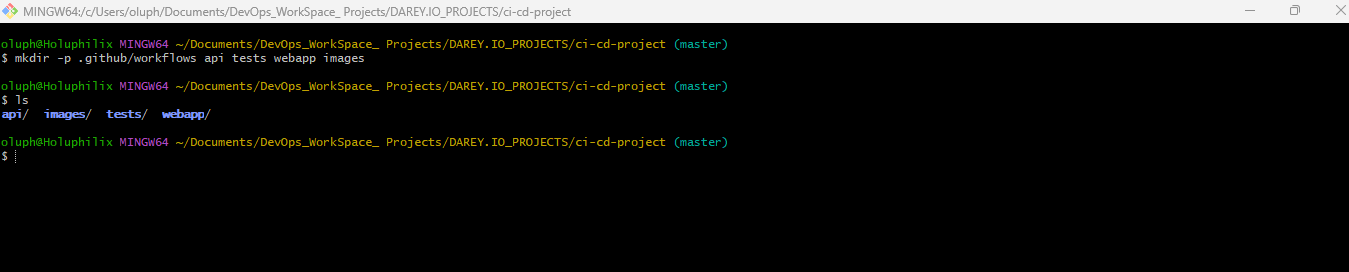 MINGW64:/c/Users/oluph/Documents/DevOps_WorkSpace_ Projects/DAREY.IO_PROJECTS/ci-cd-project
oluph@Holuphilix MINGW64 ~/Documents/DevOps_WorkSpace_ Projects/DAREY.IO_PROJECTS/ci-cd-project (master)
$ mkdir -p .github/workflows api tests webapp images
oluph@Holuphilix MINGW64 ~/Documents/DevOps_WorkSpace_ Projects/DAREY.IO_PROJECTS/ci-cd-project (master)
$ ls
api/  images/  tests/  webapp/
oluph@Holuphilix MINGW64 ~/Documents/DevOps_WorkSpace_ Projects/DAREY.IO_PROJECTS/ci-cd-project (master)
$